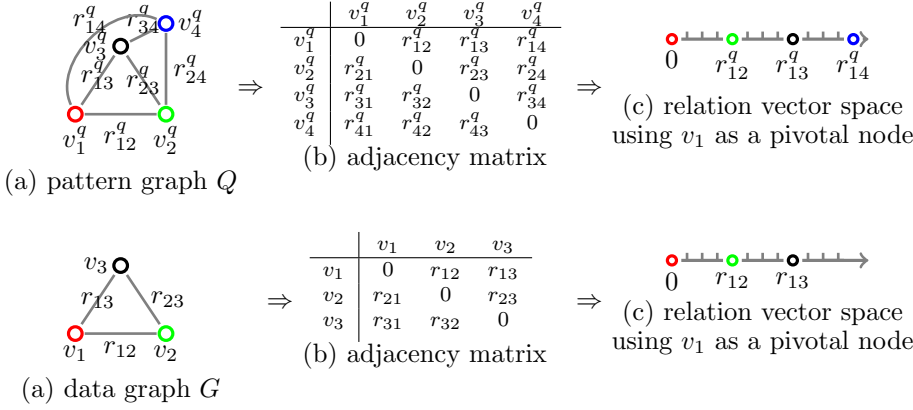 r^q_14 r^q_34 v^q_4
v^q_3
r^q_13 r^q_23 r^q_24
v^q_1 r^q_12 v^q_2
(a) pattern graph Q
⇒
v^q_1 v^q_2 v^q_3 v^q_4
v^q_1 0 r^q_12 r^q_13 r^q_14
v^q_2 r^q_21 0 r^q_23 r^q_24
v^q_3 r^q_31 r^q_32 0 r^q_34
v^q_4 r^q_41 r^q_42 r^q_43 0
(b) adjacency matrix
⇒
0 r^q_12 r^q_13 r^q_14
(c) relation vector space
using v_1 as a pivotal node
v_3
r_13 r_23
v_1 r_12 v_2
(a) data graph G
⇒
v_1 v_2 v_3
v_1 0 r_12 r_13
v_2 r_21 0 r_23
v_3 r_31 r_32 0
(b) adjacency matrix
⇒
0 r_12 r_13
(c) relation vector space
using v_1 as a pivotal node